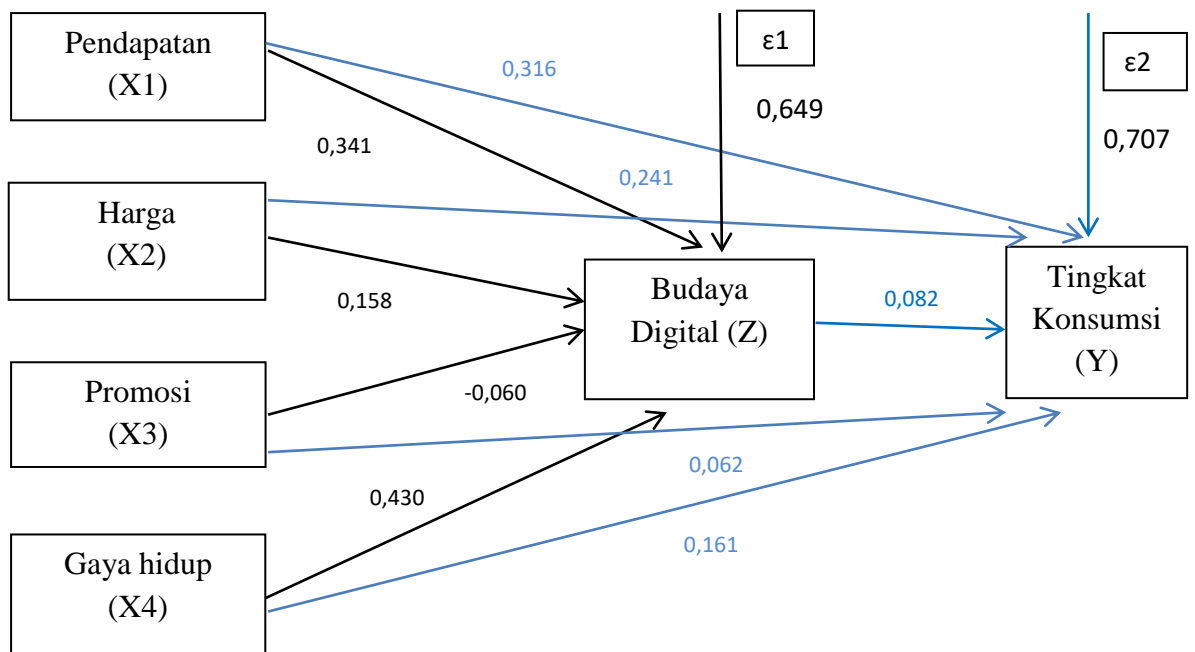 Pendapatan
(X1)
ε1
ε2
0,316
0,649
0,707
0,341
0,241
Harga
(X2)
0,158
Budaya
Digital (Z)
0,082
Tingkat
Konsumsi
(Y)
Promosi
(X3)
-0,060
0,062
0,430
0,161
Gaya hidup
(X4)